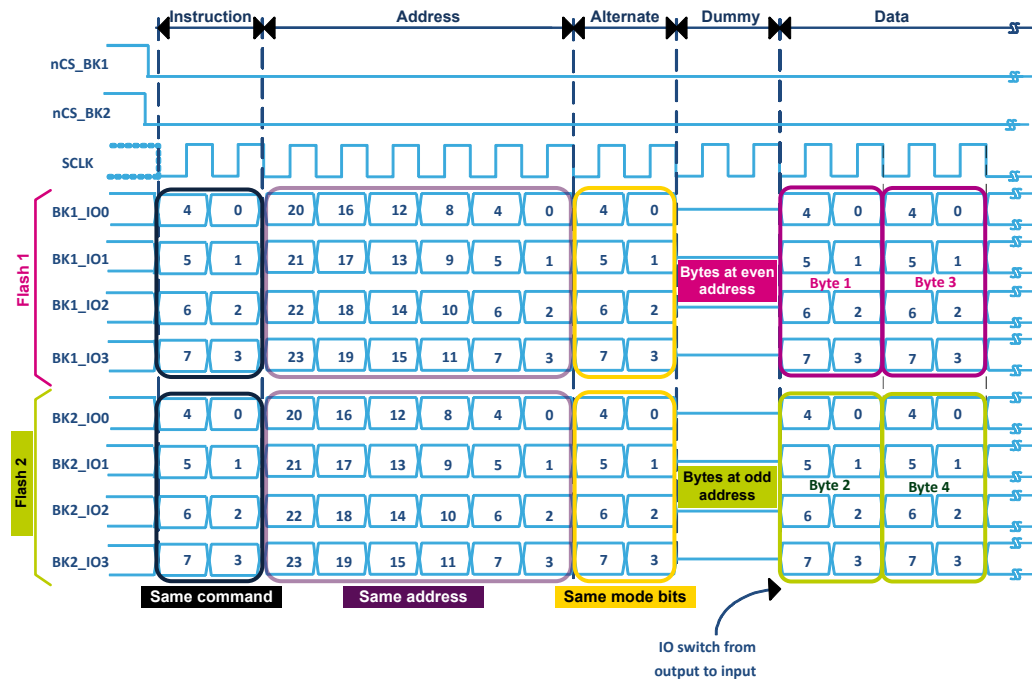 Instruction Address Alternate Dummy Data
nCS_BK1
nCS_BK2
SCLK
BK1_IO0 4 0 20 16 12 8 4 0 4 0 4 0 4 0
BK1_IO1 5 1 21 17 13 9 5 1 5 1 5 1 5 1
Flash 1
Bytes at even
address
Byte 1 Byte 3
BK1_IO2 6 2 22 18 14 10 6 2 6 2 6 2 6 2
BK1_IO3 7 3 23 19 15 11 7 3 7 3 7 3 7 3
BK2_IO0 4 0 20 16 12 8 4 0 4 0 4 0 4 0
BK2_IO1 5 1 21 17 13 9 5 1 5 1 5 1 5 1
Flash 2
Bytes at odd
address
Byte 2 Byte 4
BK2_IO2 6 2 22 18 14 10 6 2 6 2 6 2 6 2
BK2_IO3 7 3 23 19 15 11 7 3 7 3 7 3 7 3
Same command Same address Same mode bits
IO switch from
output to input